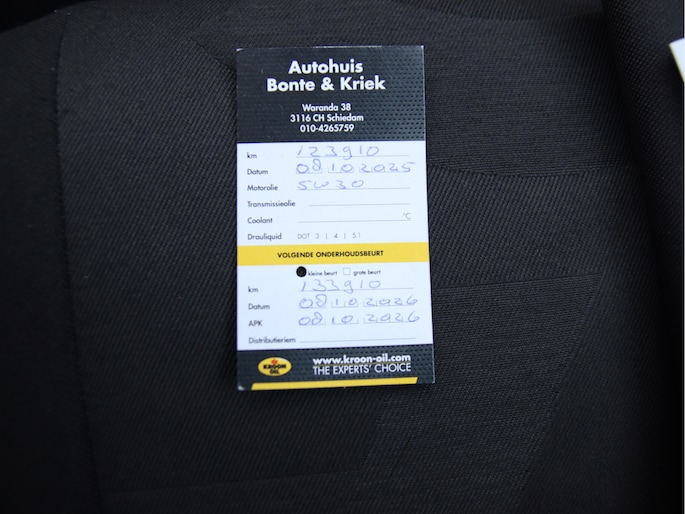 Autohuis
Bonte & Kriek
Waranda 38
3116 CH Schiedam
010-4265759
km 123910
Datum 08 10 2025
Motorolie 5W30
Transmissieolie
Coolant °C
Drauliquid DOT 3 | 4 | 5.1
VOLGENDE ONDERHOUDSBEURT
kleine beurt grote beurt
km 133910
Datum 08 10 2026
APK 08 10 2026
Distributieriem
KROON OIL
www.kroon-oil.com
THE EXPERTS' CHOICE